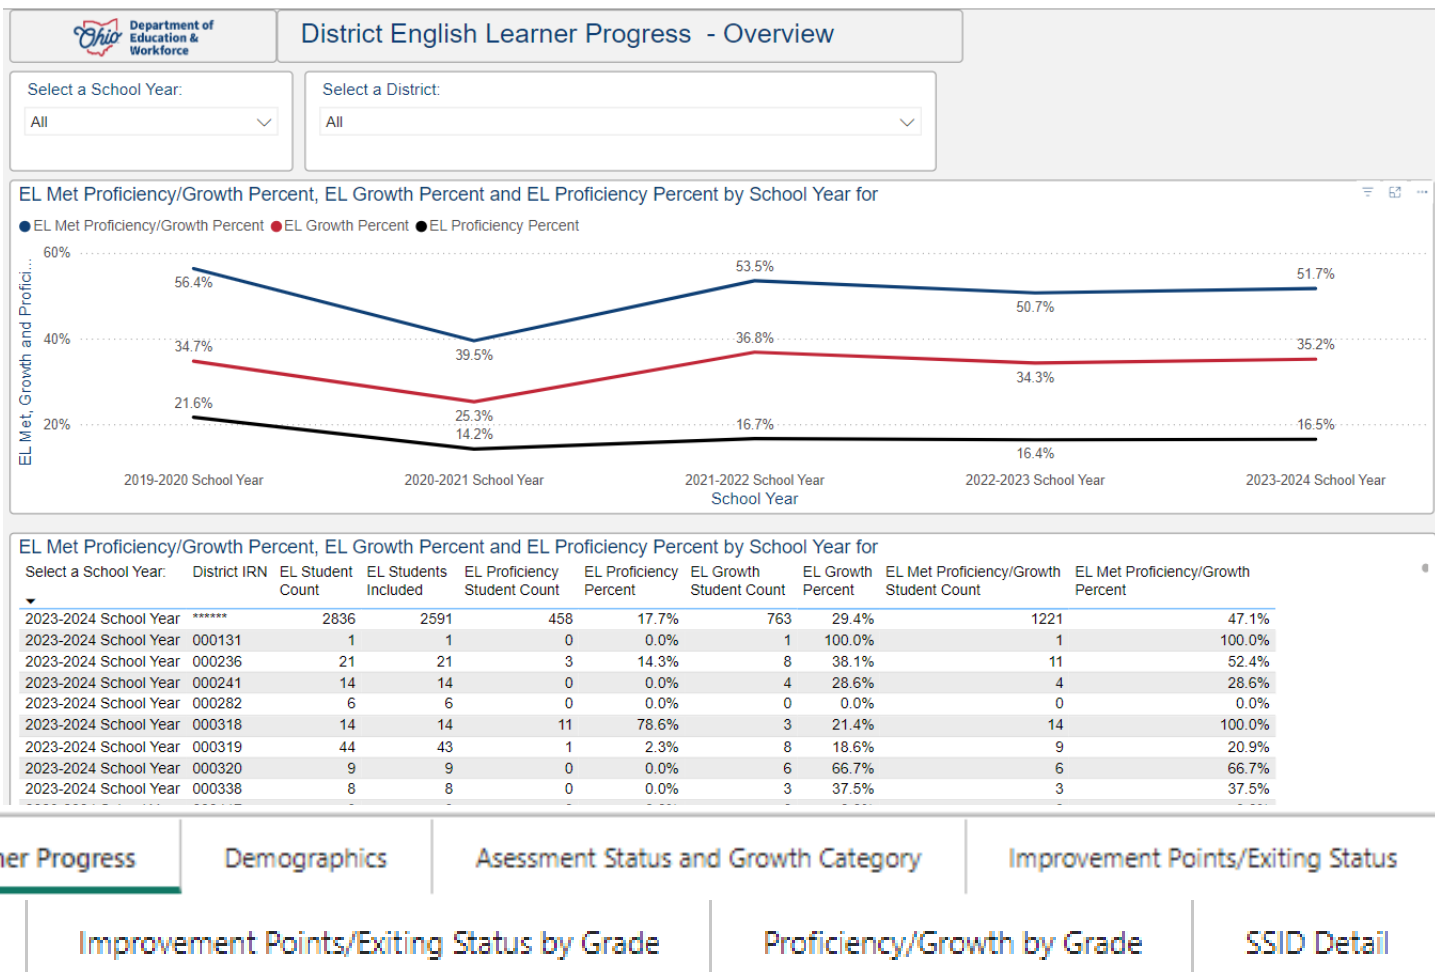 Ohio
Department of
Education &
Workforce
District English Learner Progress - Overview
Select a School Year:
All
Select a District:
All
EL Met Proficiency/Growth Percent, EL Growth Percent and EL Proficiency Percent by School Year for
EL Met Proficiency/Growth Percent EL Growth Percent EL Proficiency Percent
EL Met, Growth and Profici...
60%
40%
20%
56.4%
39.5%
53.5%
50.7%
51.7%
34.7%
25.3%
36.8%
34.3%
35.2%
21.6%
14.2%
16.7%
16.4%
16.5%
2019-2020 School Year 2020-2021 School Year 2021-2022 School Year 2022-2023 School Year 2023-2024 School Year
School Year
EL Met Proficiency/Growth Percent, EL Growth Percent and EL Proficiency Percent by School Year for
Select a School Year: District IRN EL Student Count EL Students Included EL Proficiency Student Count EL Proficiency Percent EL Growth Student Count EL Growth Percent EL Met Proficiency/Growth Student Count EL Met Proficiency/Growth Percent
2023-2024 School Year ****** 2836 2591 458 17.7% 763 29.4% 1221 47.1%
2023-2024 School Year 000131 1 1 0 0.0% 1 100.0% 1 100.0%
2023-2024 School Year 000236 21 21 3 14.3% 8 38.1% 11 52.4%
2023-2024 School Year 000241 14 14 0 0.0% 4 28.6% 4 28.6%
2023-2024 School Year 000282 6 6 0 0.0% 0 0.0% 0 0.0%
2023-2024 School Year 000318 14 14 11 78.6% 3 21.4% 14 100.0%
2023-2024 School Year 000319 44 43 1 2.3% 8 18.6% 9 20.9%
2023-2024 School Year 000320 9 9 0 0.0% 6 66.7% 6 66.7%
2023-2024 School Year 000338 8 8 0 0.0% 3 37.5% 3 37.5%
ner Progress Demographics Asessment Status and Growth Category Improvement Points/Exiting Status
Improvement Points/Exiting Status by Grade Proficiency/Growth by Grade SSID Detail